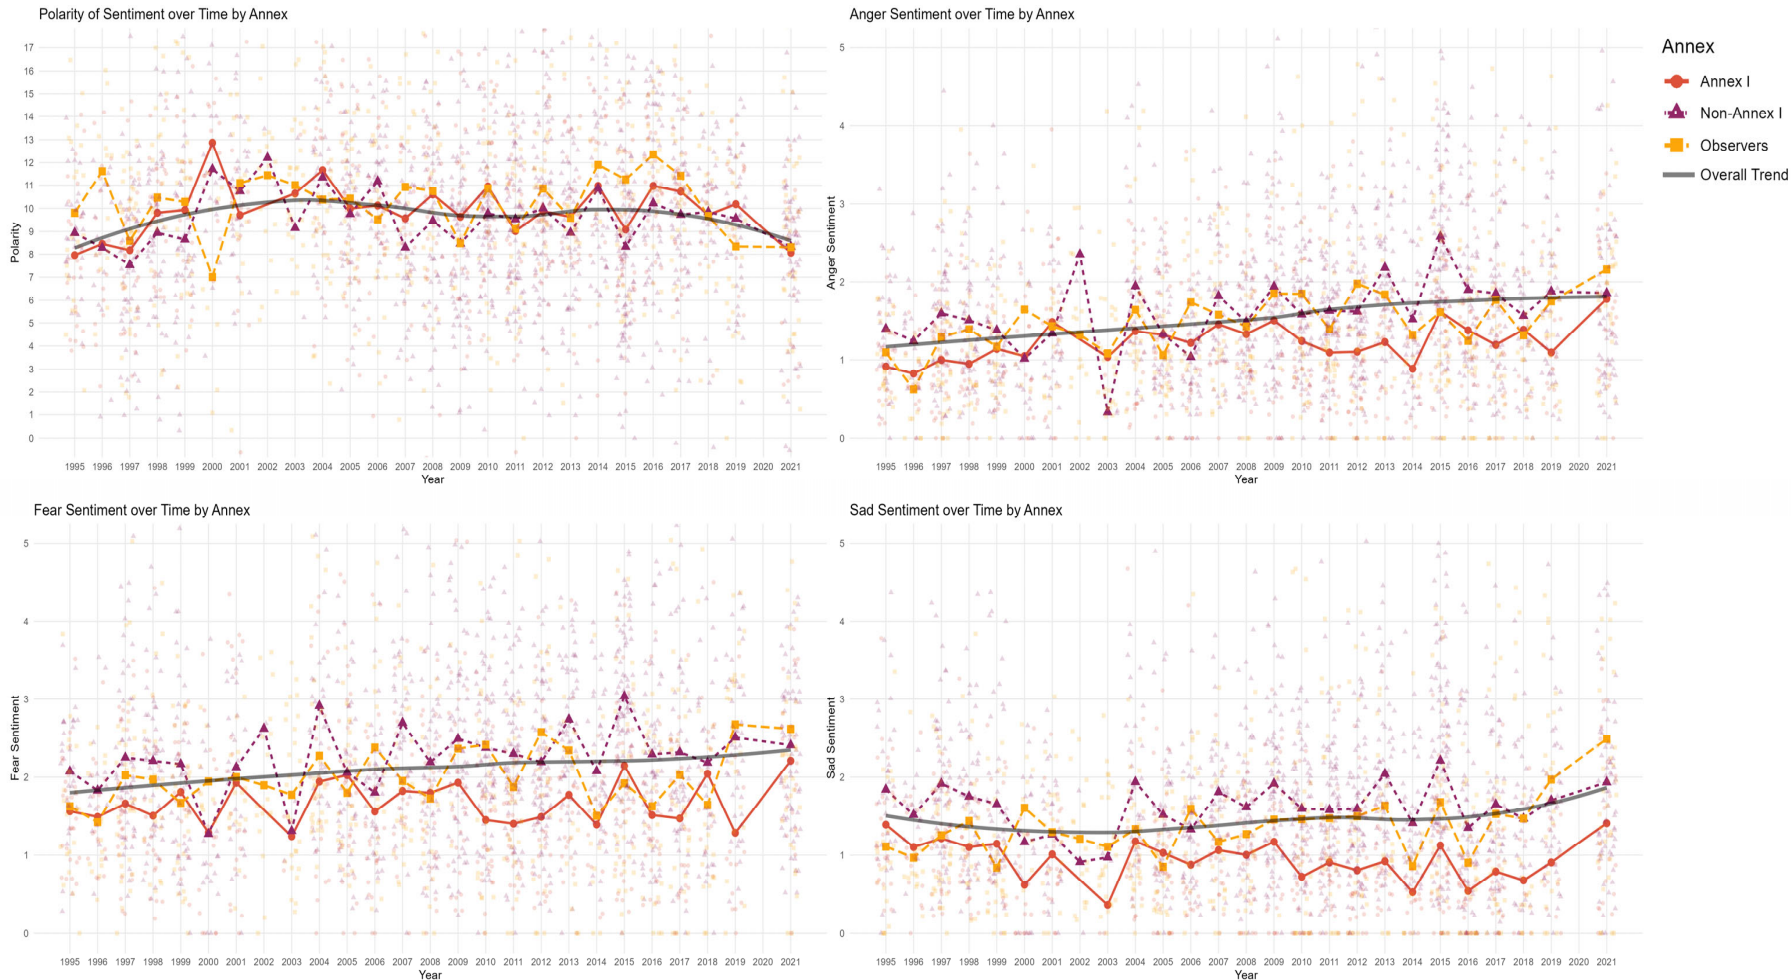 Polarity of Sentiment over Time by Annex
17
16
15
14
13
12
11
10
9
8
7
6
5
4
3
2
1
0
Polarity
1995 1996 1997 1998 1999 2000 2001 2002 2003 2004 2005 2006 2007 2008 2009 2010 2011 2012 2013 2014 2015 2016 2017 2018 2019 2020 2021
Year
Anger Sentiment over Time by Annex
5
4
3
2
1
0
Anger Sentiment
1995 1996 1997 1998 1999 2000 2001 2002 2003 2004 2005 2006 2007 2008 2009 2010 2011 2012 2013 2014 2015 2016 2017 2018 2019 2020 2021
Year
Annex
Annex I
Non-Annex I
Observers
Overall Trend
Fear Sentiment over Time by Annex
5
4
3
2
1
0
Fear Sentiment
1995 1996 1997 1998 1999 2000 2001 2002 2003 2004 2005 2006 2007 2008 2009 2010 2011 2012 2013 2014 2015 2016 2017 2018 2019 2020 2021
Year
Sad Sentiment over Time by Annex
5
4
3
2
1
0
Sad Sentiment
1995 1996 1997 1998 1999 2000 2001 2002 2003 2004 2005 2006 2007 2008 2009 2010 2011 2012 2013 2014 2015 2016 2017 2018 2019 2020 2021
Year